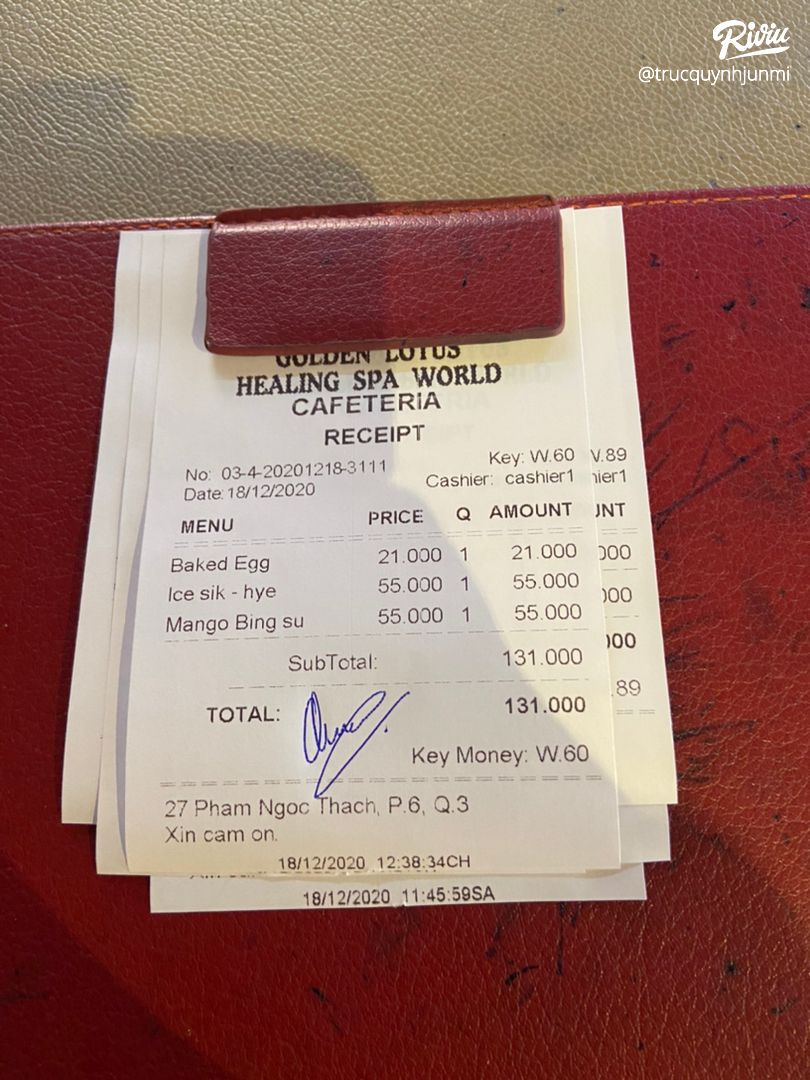 Riviu
@trucquynhjunmi
GOLDEN LOTUS
HEALING SPA WORLD
CAFETERIA
RECEIPT
No: 03-4-20201218-3111 Key: W.60 V.89
Date:18/12/2020 Cashier: cashier1 nier1
MENU PRICE Q AMOUNT UNT
Baked Egg 21.000 1 21.000 000
Ice sik - hye 55.000 1 55.000 000
Mango Bing su 55.000 1 55.000
000
SubTotal: 131.000
.89
TOTAL: 131.000
Key Money: W.60
27 Pham Ngoc Thach, P.6, Q.3
Xin cam on.
18/12/2020 12:38:34CH
18/12/2020 11:45:59SA